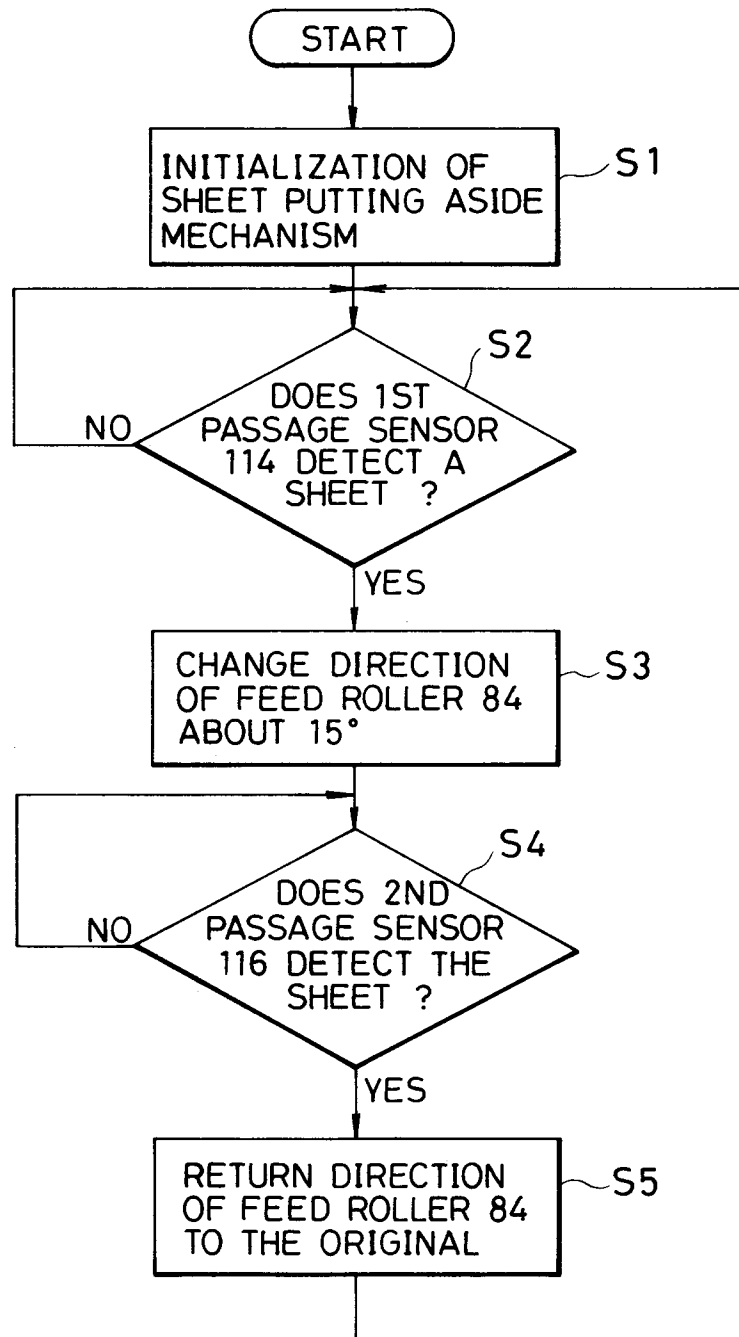 START
INITIALIZATION OF
SHEET PUTTING ASIDE
MECHANISM
S1
S2
DOES 1ST
PASSAGE SENSOR
114 DETECT A
SHEET ?
NO
YES
CHANGE DIRECTION
OF FEED ROLLER 84
ABOUT 15°
S3
S4
DOES 2ND
PASSAGE SENSOR
116 DETECT THE
SHEET ?
NO
YES
RETURN DIRECTION
OF FEED ROLLER 84
TO THE ORIGINAL
S5